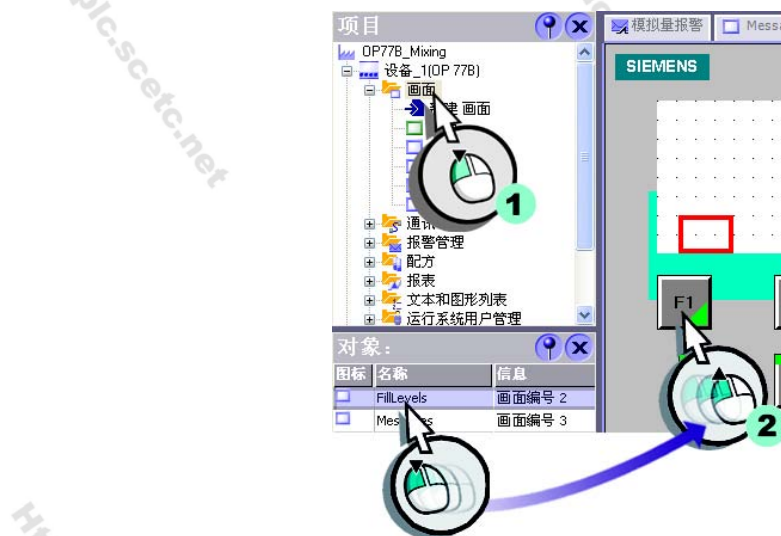 项目
OP77B_Mixing
设备_1(OP 77B)
画面
画面
报警管理
配方
报表
文本和图形列表
运行系统用户管理
1
对象：
图标 名称 信息
FillLevels 画面编号 2
画面编号 3
模拟量报警
SIEMENS
F1
2
plc.scetc.net